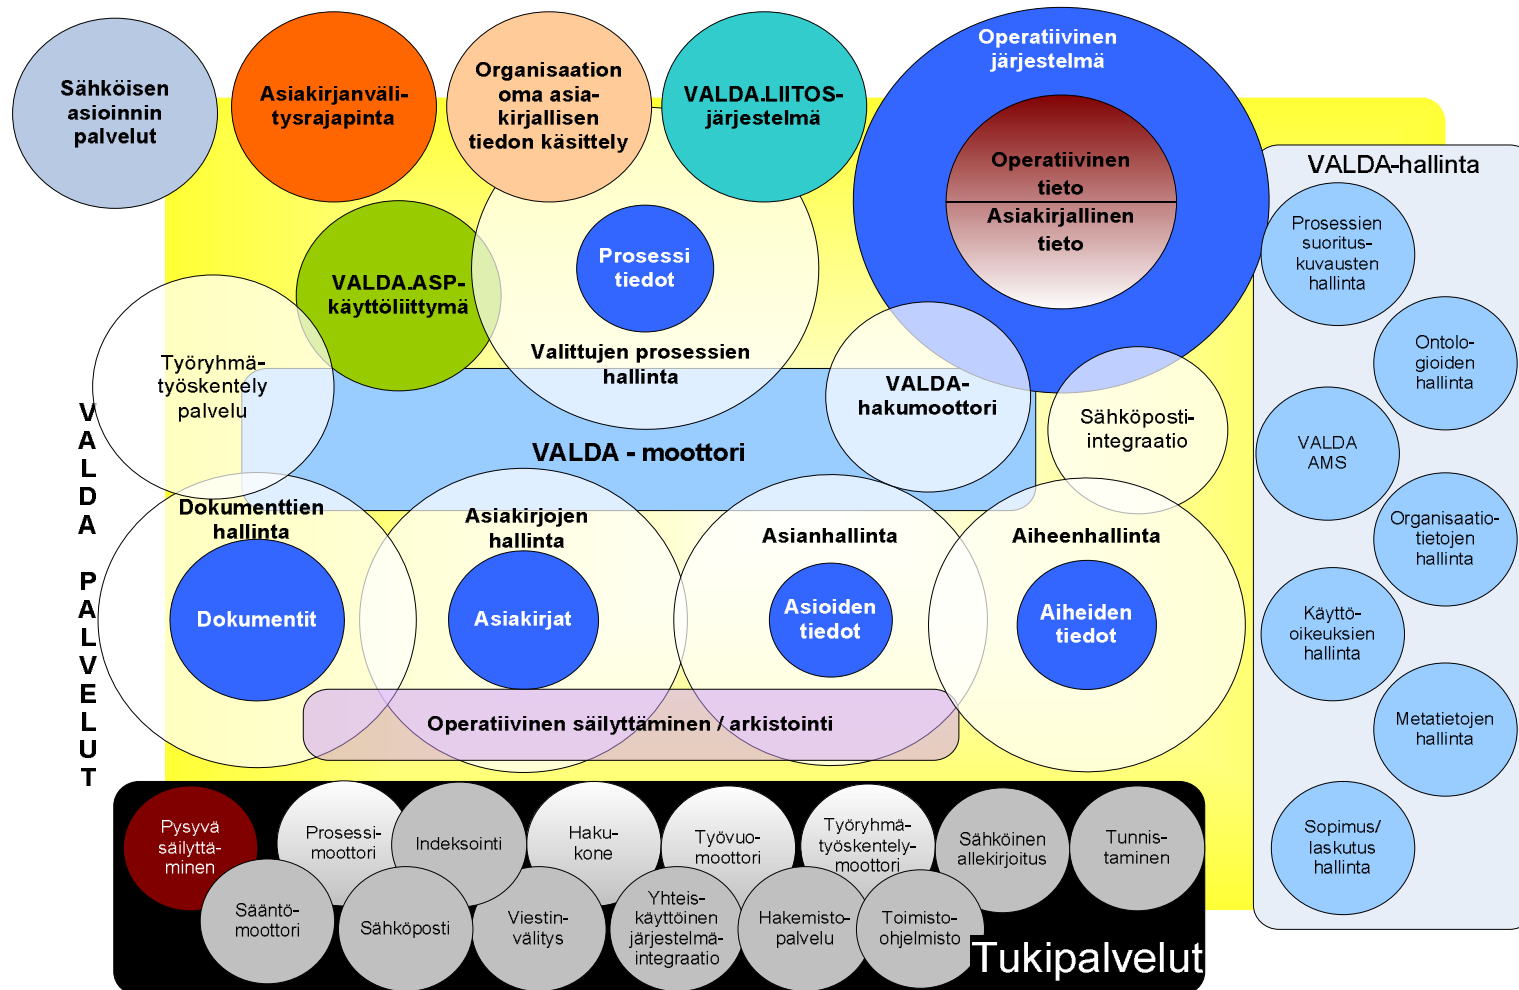 Sähköisen
asioinnin
palvelut
Asiakirjanväli-
tysrajapinta
Organisaation
oma asia-
kirjallisen
tiedon käsittely
VALDA.LIITOS-
järjestelmä
Operatiivinen
järjestelmä
Operatiivinen
tieto
Asiakirjallinen
tieto
VALDA.ASP-
käyttöliittymä
Prosessi
tiedot
Valittujen prosessien
hallinta
Työryhmä-
työskentely
palvelu
VALDA-
hakumoottori
Sähköposti-
integraatio
VALDA - moottori
VALDA PALVELUT
Dokumenttien
hallinta
Dokumentit
Asiakirjojen
hallinta
Asiakirjat
Asianhallinta
Asioiden
tiedot
Aiheenhallinta
Aiheiden
tiedot
Operatiivinen säilyttäminen / arkistointi
VALDA-hallinta
Prosessien
suoritus-
kuvausten
hallinta
Ontolo-
gioiden
hallinta
VALDA
AMS
Organisaatio-
tietojen
hallinta
Käyttö-
oikeuksien
hallinta
Metatietojen
hallinta
Sopimus/
laskutus
hallinta
Pysyvä
säilyttä-
minen
Prosessi-
moottori
Indeksointi
Haku-
kone
Työvuo-
moottori
Työryhmä-
työskentely-
moottori
Sähköinen
allekirjoitus
Tunnis-
taminen
Sääntö-
moottori
Sähköposti
Viestin-
välitys
Yhteis-
käyttöinen
järjestelmä-
integraatio
Hakemisto-
palvelu
Toimisto-
ohjelmisto
Tukipalvelut